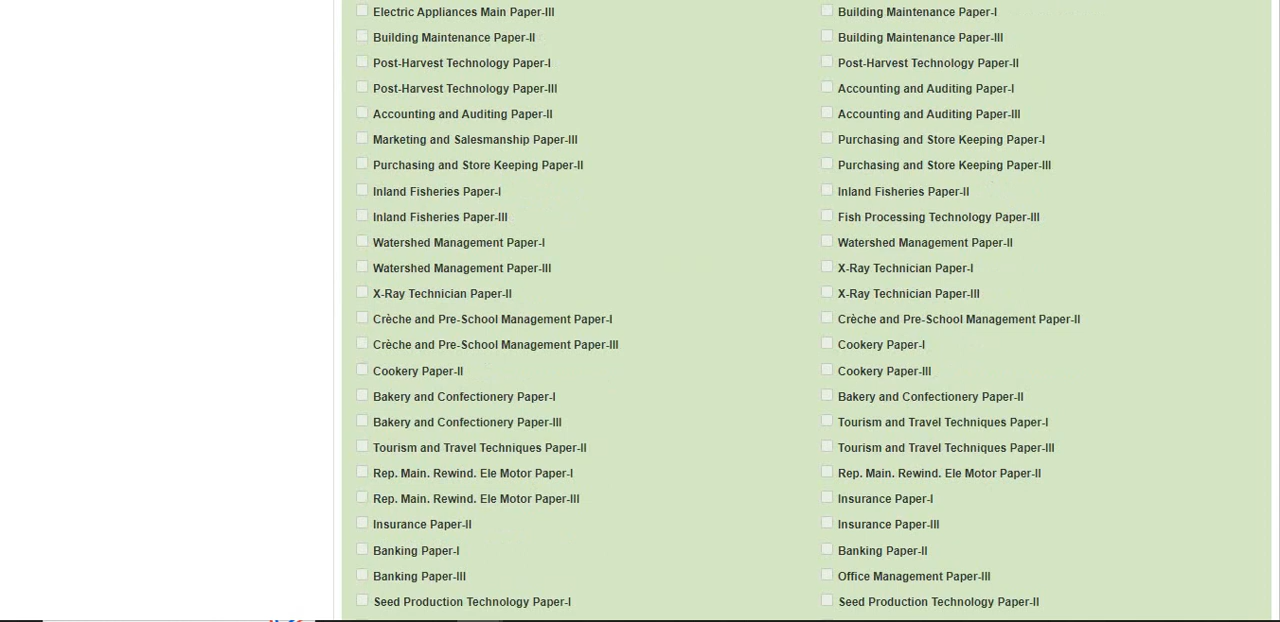 Electric Appliances Main Paper-III
Building Maintenance Paper-I
Building Maintenance Paper-II
Building Maintenance Paper-III
Post-Harvest Technology Paper-I
Post-Harvest Technology Paper-II
Post-Harvest Technology Paper-III
Accounting and Auditing Paper-I
Accounting and Auditing Paper-II
Accounting and Auditing Paper-III
Marketing and Salesmanship Paper-III
Purchasing and Store Keeping Paper-I
Purchasing and Store Keeping Paper-II
Purchasing and Store Keeping Paper-III
Inland Fisheries Paper-I
Inland Fisheries Paper-II
Inland Fisheries Paper-III
Fish Processing Technology Paper-III
Watershed Management Paper-I
Watershed Management Paper-II
Watershed Management Paper-III
X-Ray Technician Paper-I
X-Ray Technician Paper-II
X-Ray Technician Paper-III
Crèche and Pre-School Management Paper-I
Crèche and Pre-School Management Paper-II
Crèche and Pre-School Management Paper-III
Cookery Paper-I
Cookery Paper-II
Cookery Paper-III
Bakery and Confectionery Paper-I
Bakery and Confectionery Paper-II
Bakery and Confectionery Paper-III
Tourism and Travel Techniques Paper-I
Tourism and Travel Techniques Paper-II
Tourism and Travel Techniques Paper-III
Rep. Main. Rewind. Ele Motor Paper-I
Rep. Main. Rewind. Ele Motor Paper-II
Rep. Main. Rewind. Ele Motor Paper-III
Insurance Paper-I
Insurance Paper-II
Insurance Paper-III
Banking Paper-I
Banking Paper-II
Banking Paper-III
Office Management Paper-III
Seed Production Technology Paper-I
Seed Production Technology Paper-II